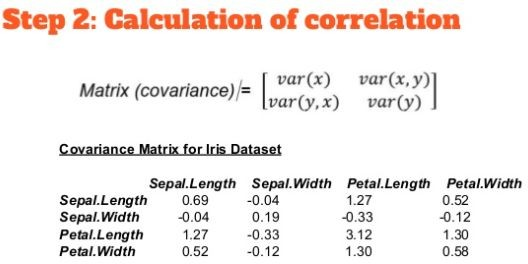 Step 2: Calculation of correlation
Matrix (covariance)/= [ var(x) var(x,y) ]
[ var(y,x) var(y) ]
Covariance Matrix for Iris Dataset
Sepal.Length Sepal.Width Petal.Length Petal.Width
Sepal.Length 0.69 -0.04 1.27 0.52
Sepal.Width -0.04 0.19 -0.33 -0.12
Petal.Length 1.27 -0.33 3.12 1.30
Petal.Width 0.52 -0.12 1.30 0.58